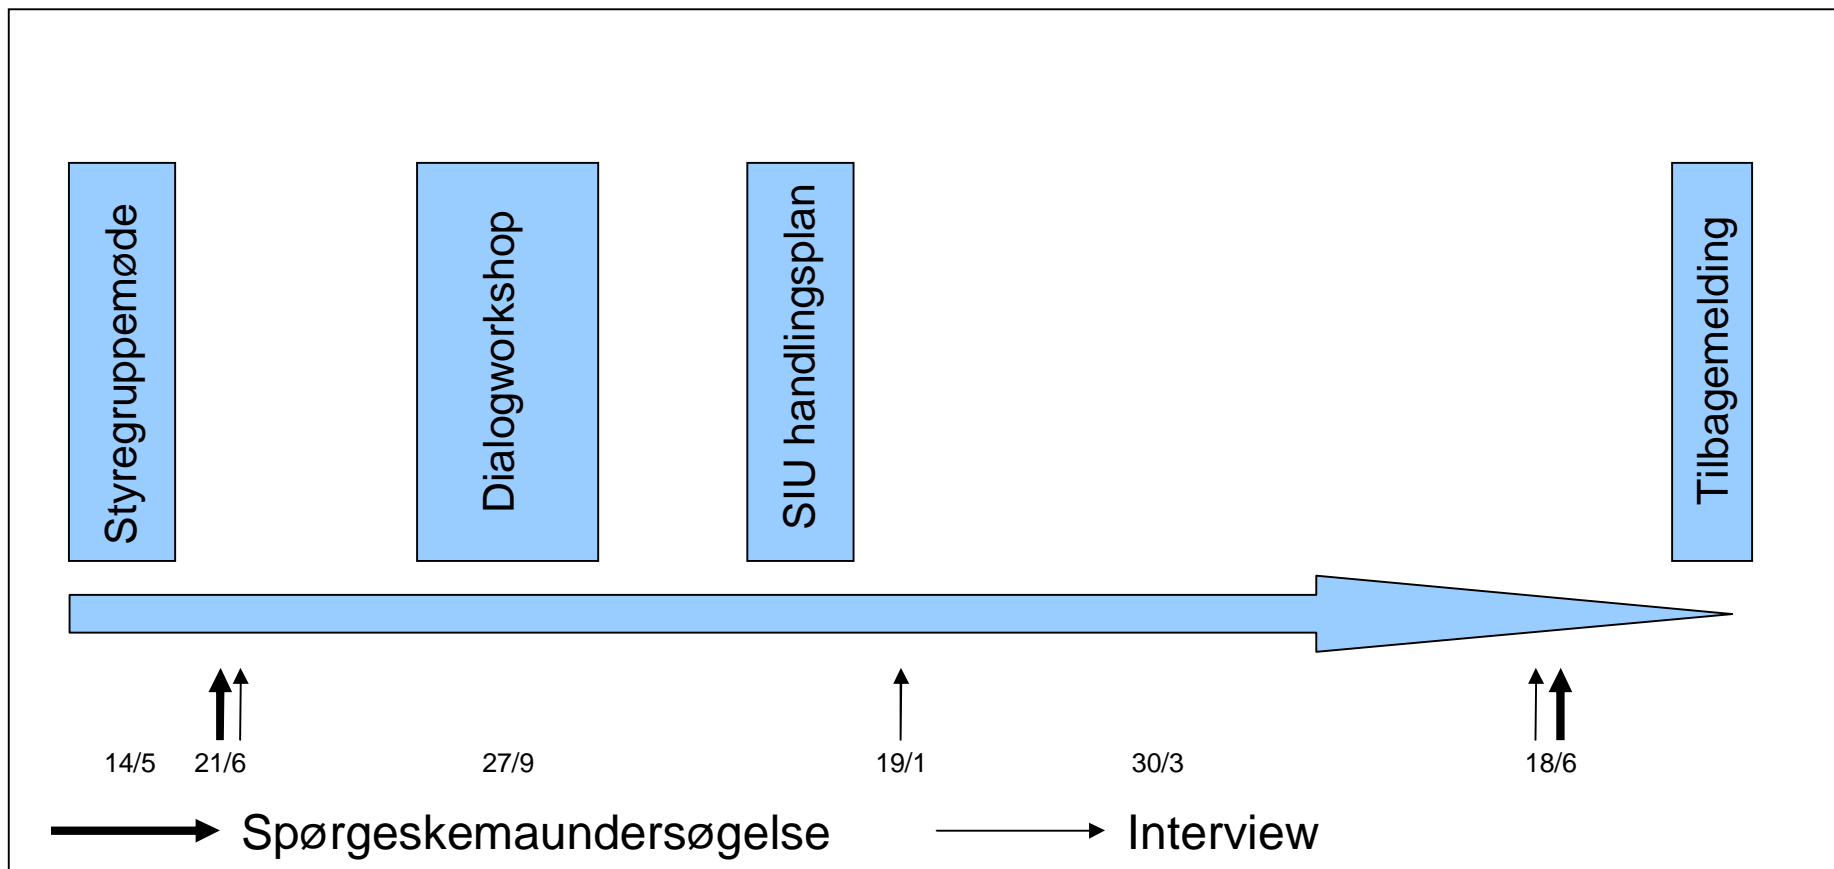 Styregruppemøde
Dialogworkshop
SIU handlingsplan
Tilbagemelding
14/5 21/6 27/9 19/1 30/3 18/6
Spørgeskemaundersøgelse Interview